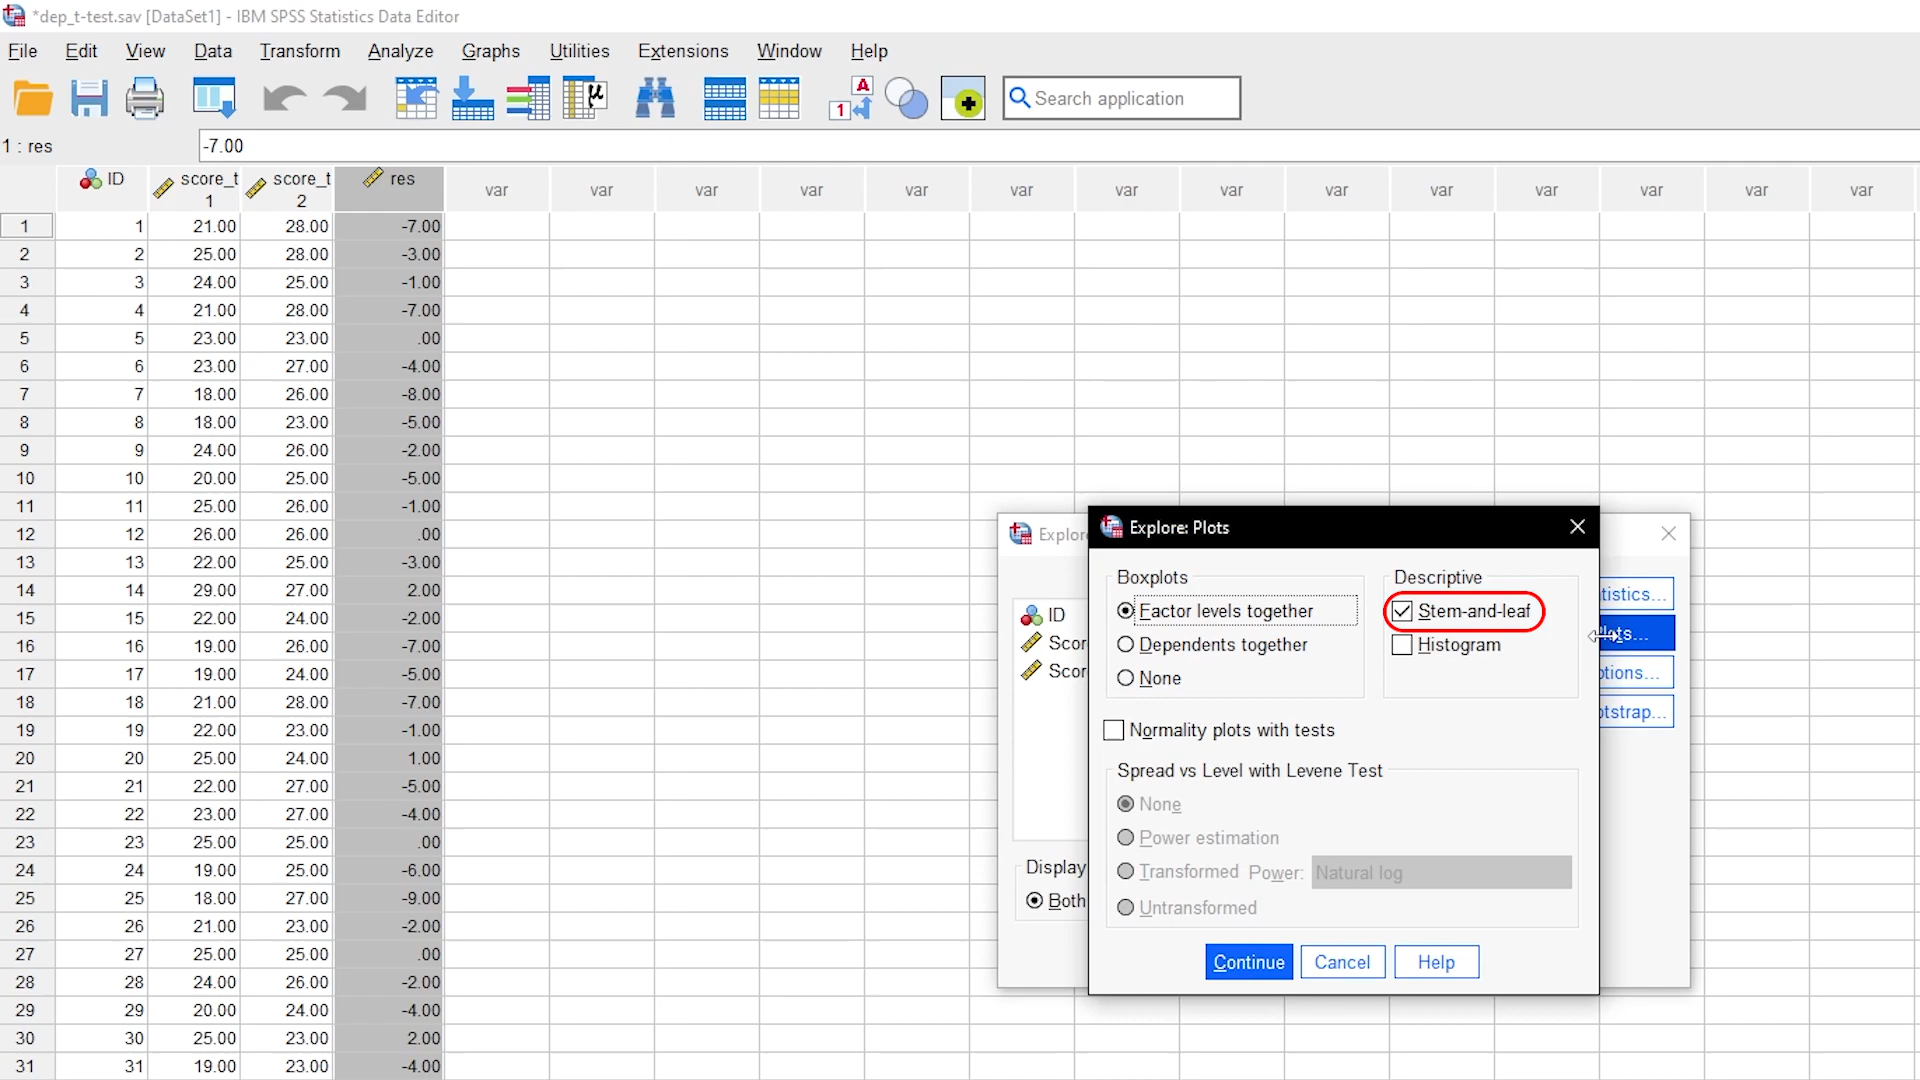 *dep_t-test.sav [DataSet1] - IBM SPSS Statistics Data Editor
File Edit View Data Transform Analyze Graphs Utilities Extensions Window Help
Search application
1 : res -7.00
ID score_t1 score_t2 res var var var var var var var var var var var var var var
1 1 21.00 28.00 -7.00
2 2 25.00 28.00 -3.00
3 3 24.00 25.00 -1.00
4 4 21.00 28.00 -7.00
5 5 23.00 23.00 .00
6 6 23.00 27.00 -4.00
7 7 18.00 26.00 -8.00
8 8 18.00 23.00 -5.00
9 9 24.00 26.00 -2.00
10 10 20.00 25.00 -5.00
11 11 25.00 26.00 -1.00
12 12 26.00 26.00 .00
13 13 22.00 25.00 -3.00
14 14 29.00 27.00 2.00
15 15 22.00 24.00 -2.00
16 16 19.00 26.00 -7.00
17 17 19.00 24.00 -5.00
18 18 21.00 28.00 -7.00
19 19 22.00 23.00 -1.00
20 20 25.00 24.00 1.00
21 21 22.00 27.00 -5.00
22 22 23.00 27.00 -4.00
23 23 25.00 25.00 .00
24 24 19.00 25.00 -6.00
25 25 18.00 27.00 -9.00
26 26 21.00 23.00 -2.00
27 27 25.00 25.00 .00
28 28 24.00 26.00 -2.00
29 29 20.00 24.00 -4.00
30 30 25.00 23.00 2.00
31 31 19.00 23.00 -4.00
Explor
ID
Scor
Scor
Display
Both
tistics...
ots...
ptions...
otstrap...
Explore: Plots
Boxplots
Factor levels together
Dependents together
None
Descriptive
Stem-and-leaf
Histogram
Normality plots with tests
Spread vs Level with Levene Test
None
Power estimation
Transformed Power: Natural log
Untransformed
Continue Cancel Help